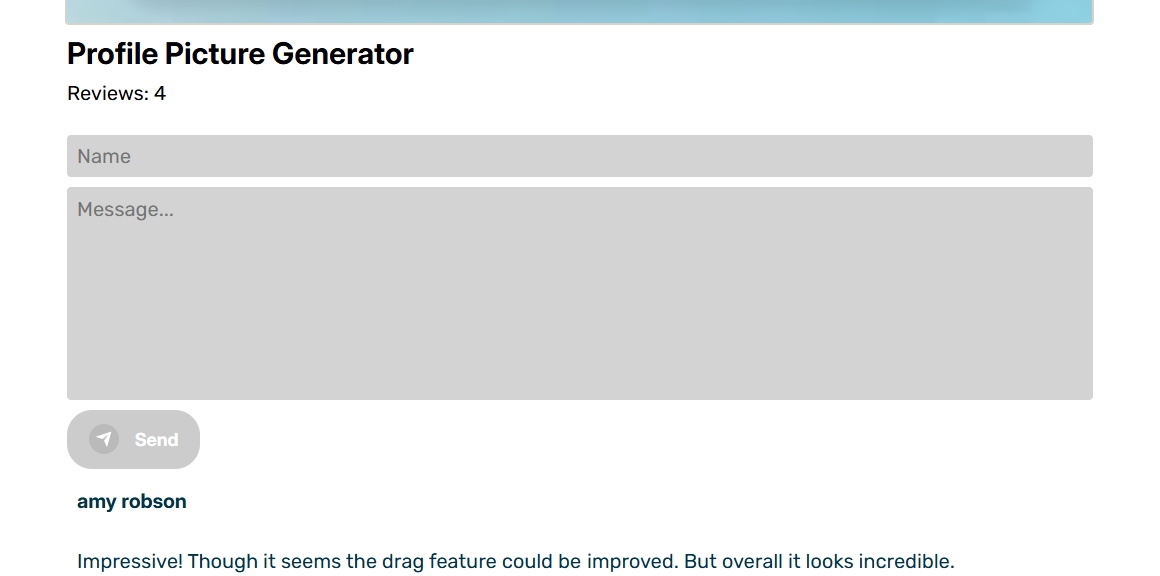 Profile Picture Generator
Reviews: 4
Name
Message...
Send
amy robson
Impressive! Though it seems the drag feature could be improved. But overall it looks incredible.